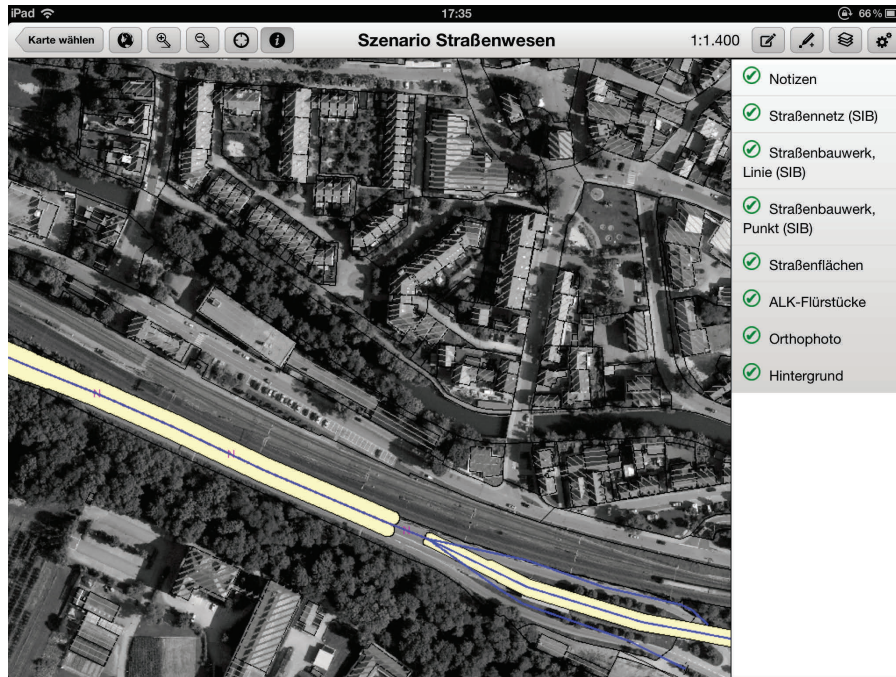 iPad 17:35 66 %
Karte wählen i Szenario Straßenwesen 1:1.400
Notizen
Straßennetz (SIB)
Straßenbauwerk,
Linie (SIB)
Straßenbauwerk,
Punkt (SIB)
Straßenflächen
ALK-Flürstücke
Orthophoto
Hintergrund
N
N